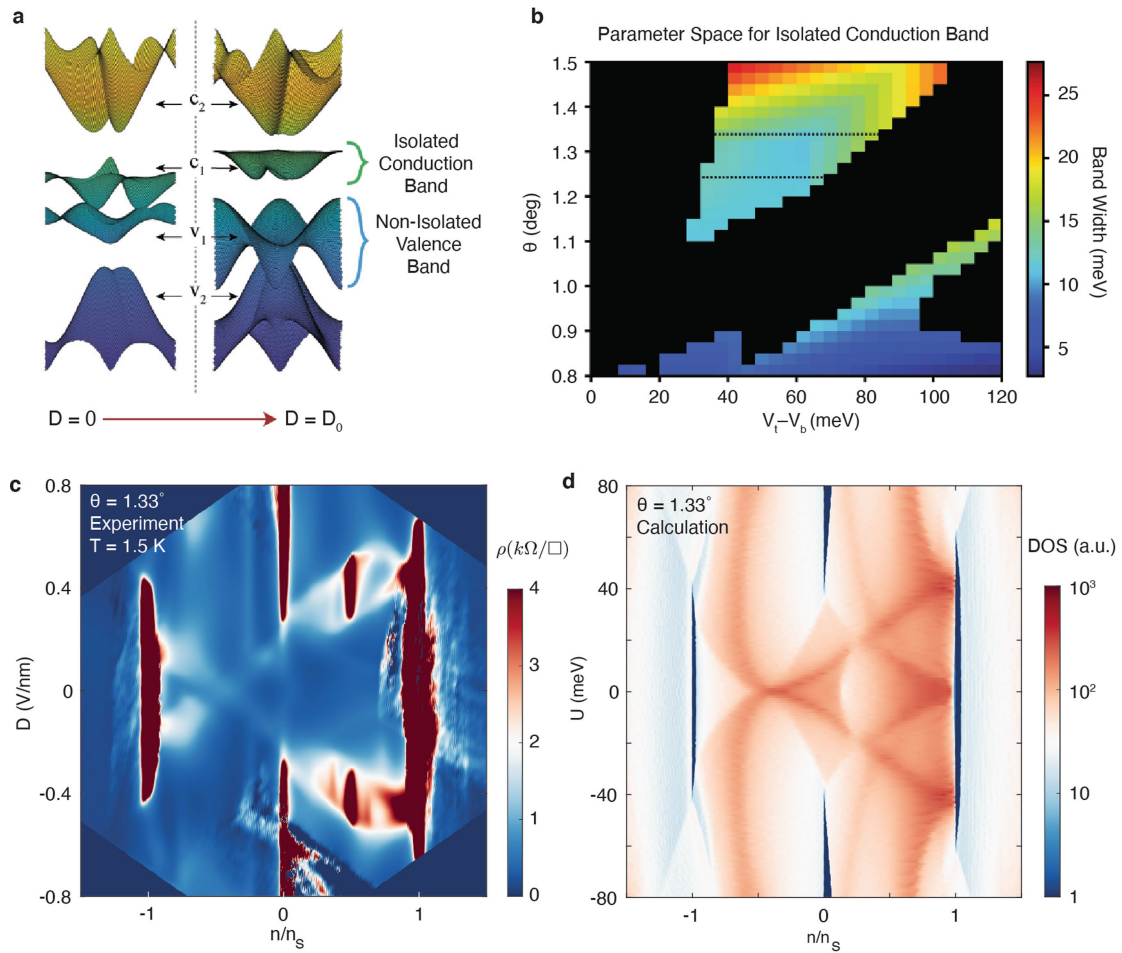 a
c₂
c₁
v₁
v₂
Isolated
Conduction
Band
Non-Isolated
Valence
Band
D = 0
D = D₀
b
Parameter Space for Isolated Conduction Band
1.5
1.4
1.3
1.2
1.1
1.0
0.9
0.8
θ (deg)
0
20
40
60
80
100
120
Vₜ–V_b (meV)
25
20
15
10
5
Band Width (meV)
c
θ = 1.33°
Experiment
T = 1.5 K
0.8
0.4
0
-0.4
-0.8
D (V/nm)
-1
0
1
n/nₛ
ρ(kΩ/□)
4
3
2
1
0
d
θ = 1.33°
Calculation
80
40
0
-40
-80
U (meV)
-1
0
1
n/nₛ
DOS (a.u.)
10³
10²
10
1